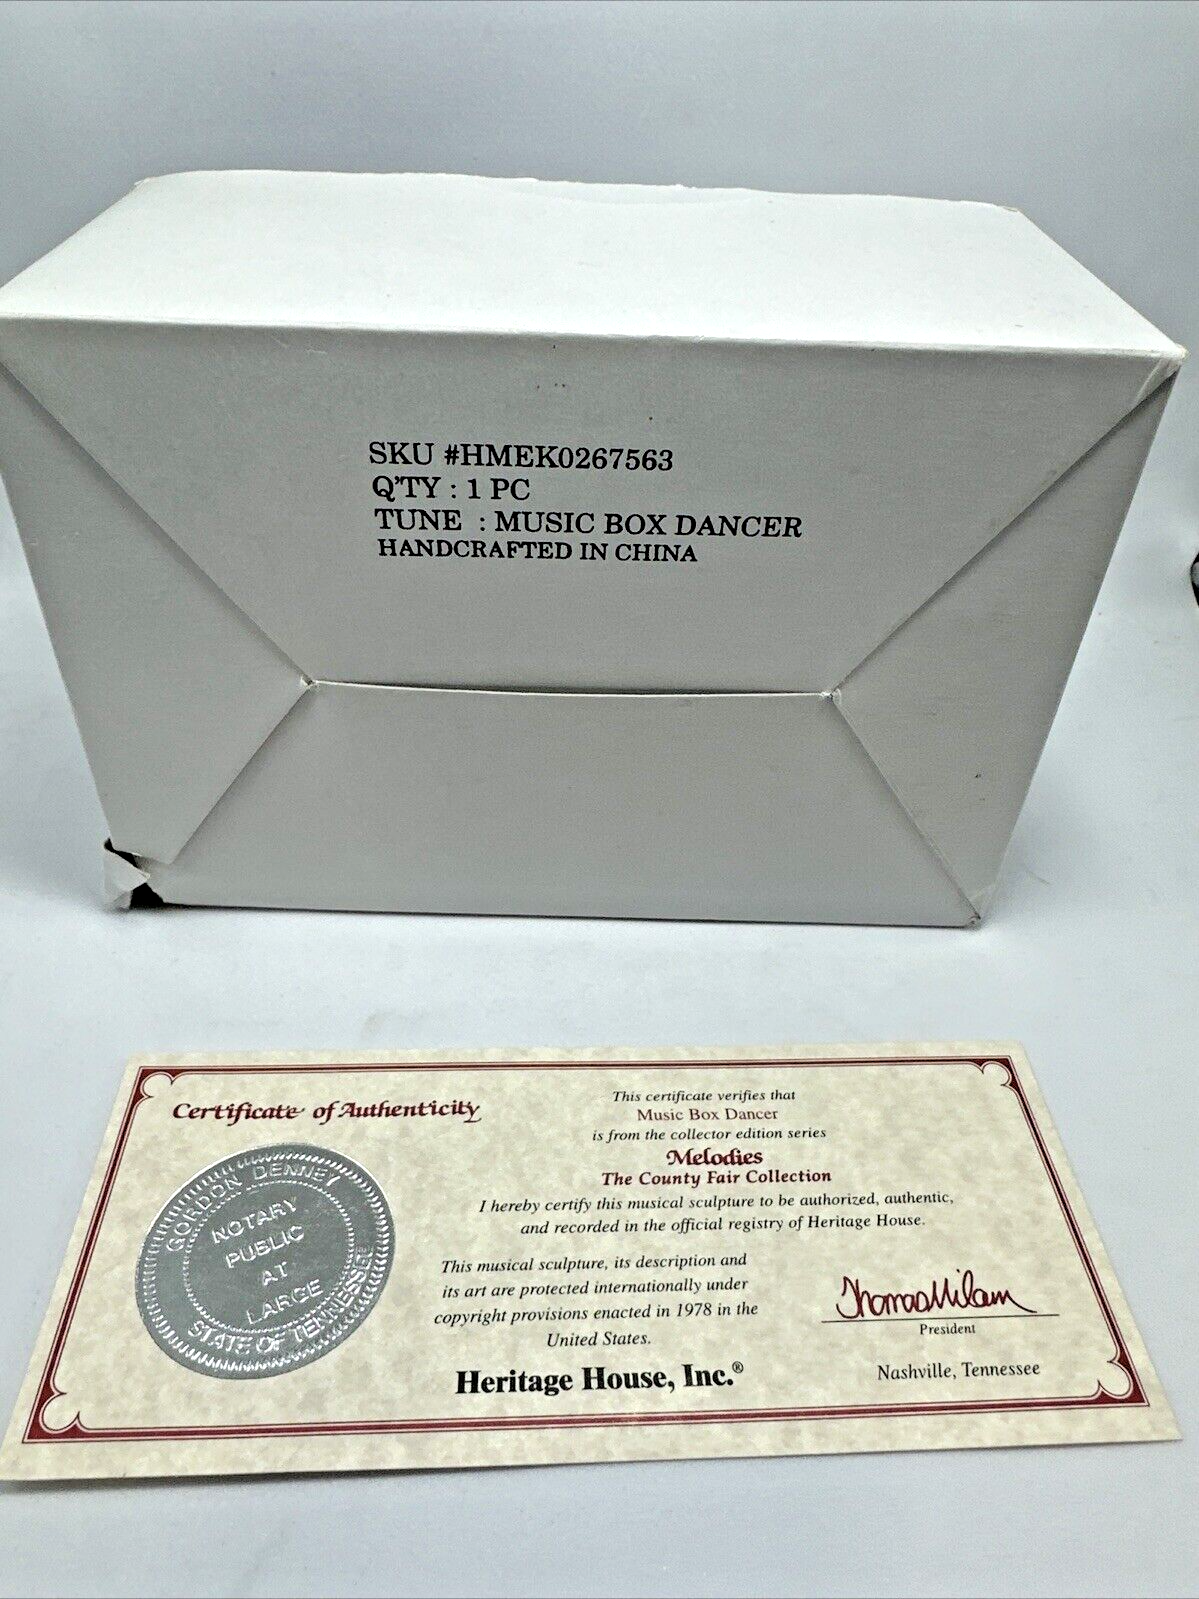 SKU #HMEK0267563
Q'TY : 1 PC
TUNE : MUSIC BOX DANCER
HANDCRAFTED IN CHINA
Certificate of Authenticity
GORDON DENNEY
NOTARY
PUBLIC
AT
LARGE
STATE OF TENNESSEE
This certificate verifies that
Music Box Dancer
is from the collector edition series
Melodies
The County Fair Collection
I hereby certify this musical sculpture to be authorized, authentic,
and recorded in the official registry of Heritage House.
This musical sculpture, its description and
its art are protected internationally under
copyright provisions enacted in 1978 in the
United States.
Heritage House, Inc.®
Thomas Milam
President
Nashville, Tennessee